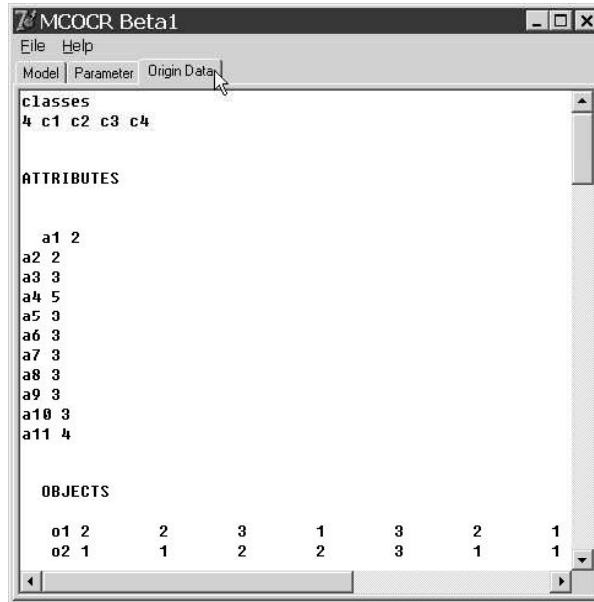 MCOCR Beta1
File Help
Model Parameter Origin Data
classes
4 c1 c2 c3 c4
ATTRIBUTES
a1 2
a2 2
a3 3
a4 5
a5 3
a6 3
a7 3
a8 3
a9 3
a10 3
a11 4
OBJECTS
o1 2 2 3 1 3 2 1
o2 1 1 2 2 3 1 1